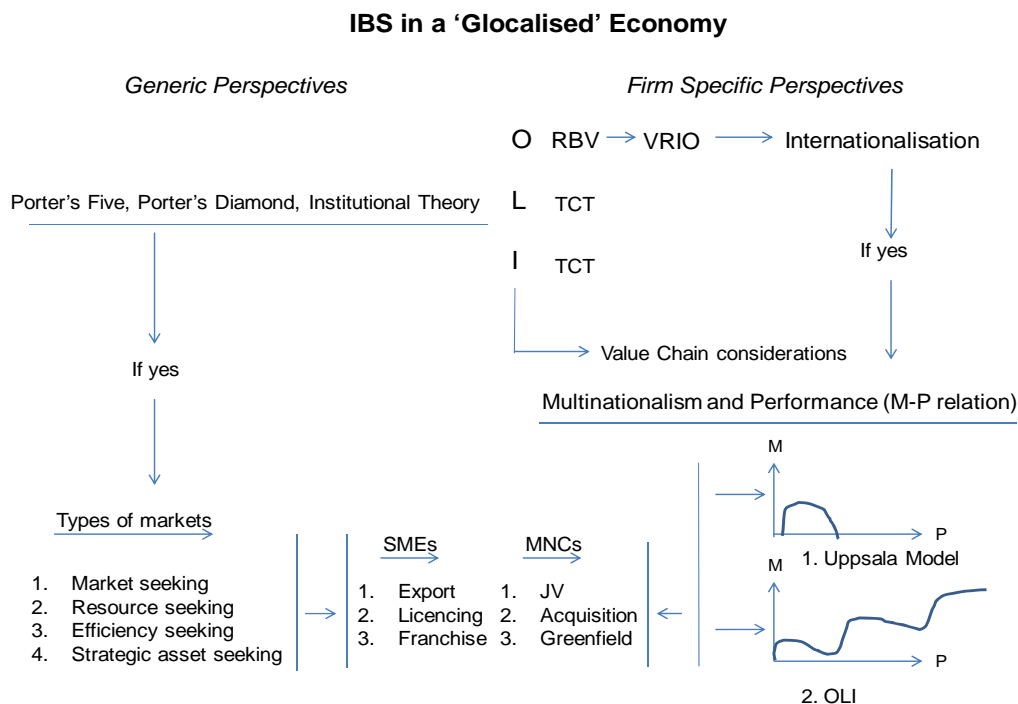 IBS in a ‘Glocalised’ Economy
Generic Perspectives
Porter’s Five, Porter’s Diamond, Institutional Theory
If yes
Types of markets
1. Market seeking
2. Resource seeking
3. Efficiency seeking
4. Strategic asset seeking
SMEs
1. Export
2. Licencing
3. Franchise
MNCs
1. JV
2. Acquisition
3. Greenfield
Firm Specific Perspectives
O RBV VRIO Internationalisation
L TCT
I TCT
If yes
Value Chain considerations
Multinationalism and Performance (M-P relation)
M
P
1. Uppsala Model
M
P
2. OLI